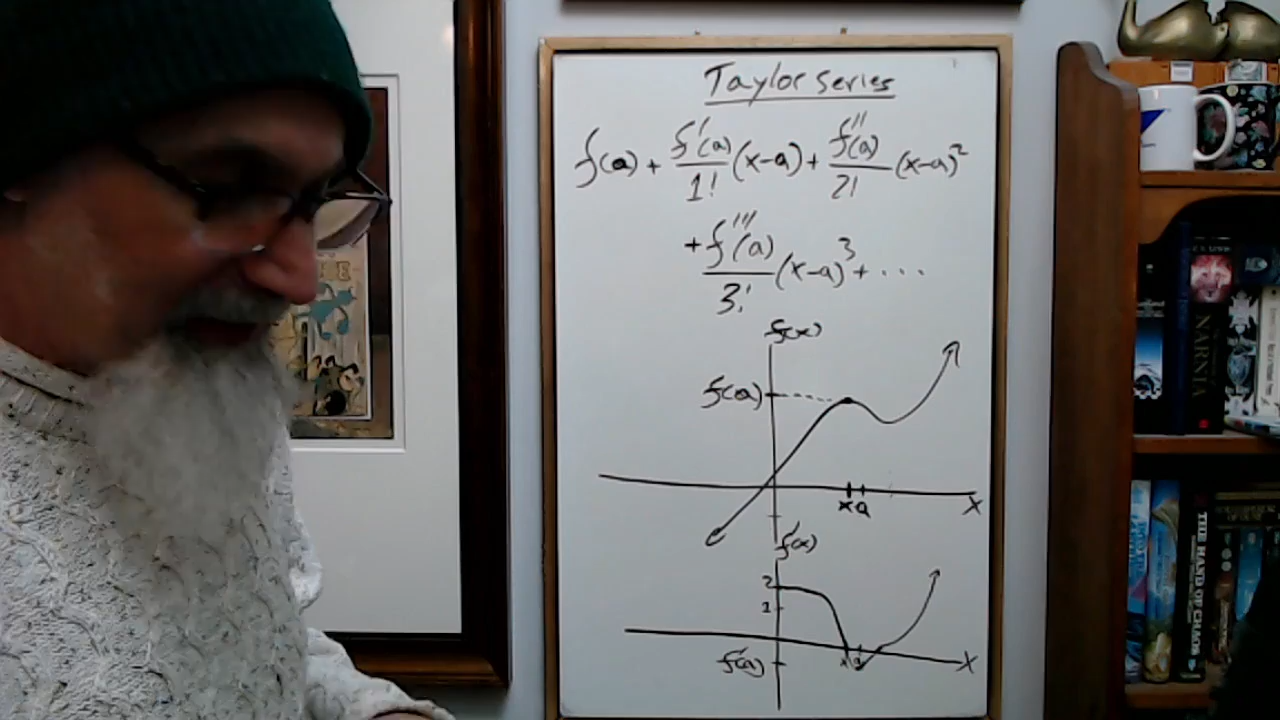 Taylor series
f(a) + f'(a)/1! (x-a) + f''(a)/2! (x-a)²
+ f'''(a)/3! (x-a)³ + ...
f(x)
f(a)
x a
x
f'(x)
2
1
f'(a)
x a
x
NARNIA
THE HAND OF CHAOS